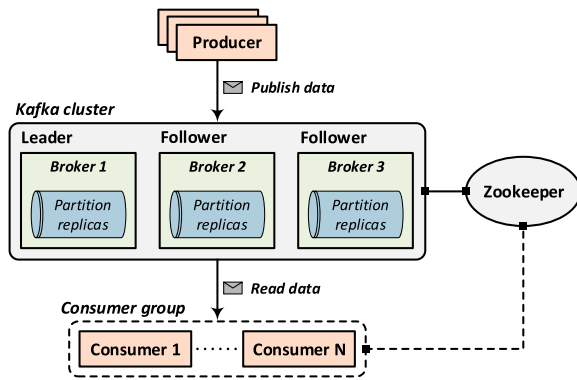 Producer
Publish data
Kafka cluster
Leader
Follower
Follower
Broker 1
Broker 2
Broker 3
Partition
replicas
Partition
replicas
Partition
replicas
Zookeeper
Read data
Consumer group
Consumer 1
Consumer N